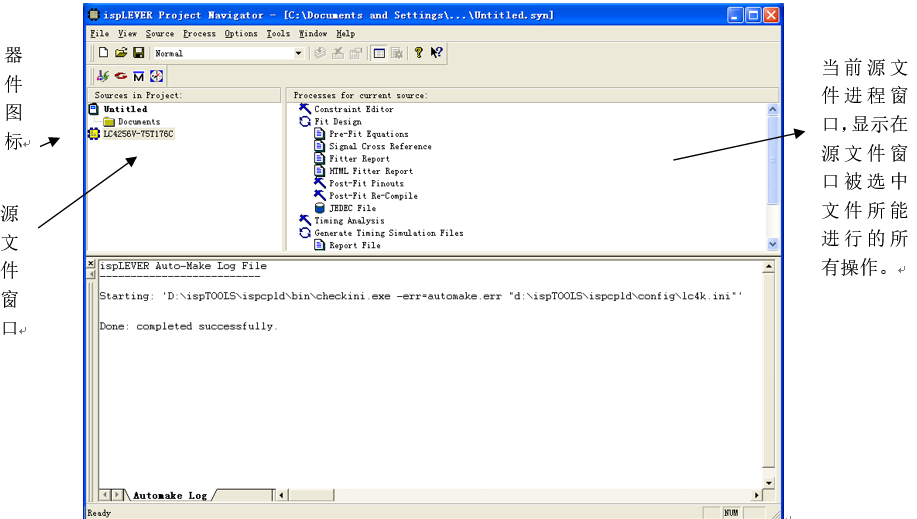 ispLEVER Project Navigator - [C:\Documents and Settings\...\Untitled.syn]
File View Source Process Options Tools Window Help
Normal
Sources in Project:
Untitled
Documents
LC4256V-75T176C
Processes for current source:
Constraint Editor
Fit Design
Pre-Fit Equations
Signal Cross Reference
Fitter Report
HTML Fitter Report
Post-Fit Pinouts
Post-Fit Re-Compile
JEDEC File
Timing Analysis
Generate Timing Simulation Files
Report File
ispLEVER Auto-Make Log File
---------------------------
Starting: 'D:\ispTOOLS\ispcpld\bin\checkini.exe -err=automake.err "d:\ispTOOLS\ispcpld\config\lc4k.ini"'
Done: completed successfully.
Automake Log
Ready
NUM
器
件
图
标
源
文
件
窗
口
当前源文
件进程窗
口,显示在
源文件窗
口被选中
文件所能
进行的所
有操作。